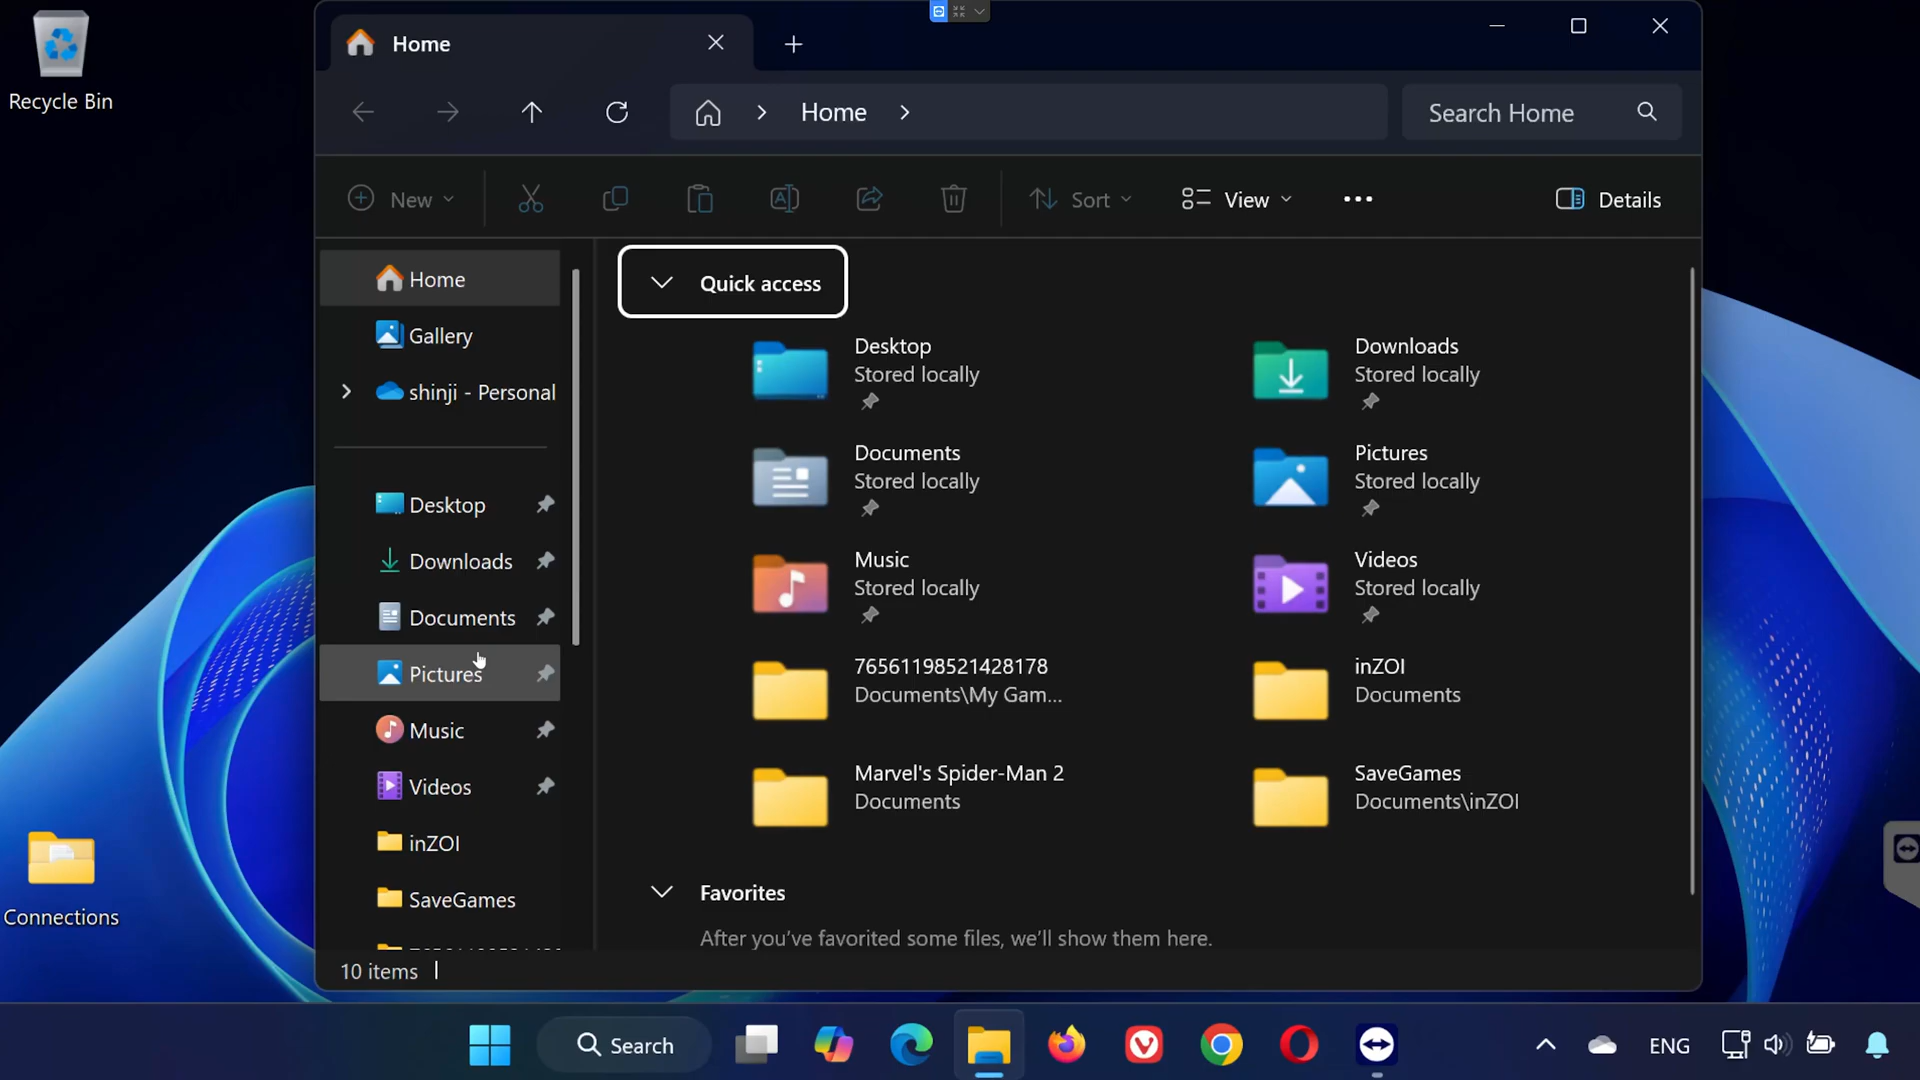 Recycle Bin
Home
Home
Search Home
New
Sort
View
Details
Home
Gallery
shinji - Personal
Desktop
Downloads
Documents
Pictures
Music
Videos
inZOI
SaveGames
Quick access
Desktop
Stored locally
Downloads
Stored locally
Documents
Stored locally
Pictures
Stored locally
Music
Stored locally
Videos
Stored locally
76561198521428178
Documents\My Gam...
inZOI
Documents
Marvel's Spider-Man 2
Documents
SaveGames
Documents\inZOI
Favorites
After you've favorited some files, we'll show them here.
10 items
Connections
Search
ENG